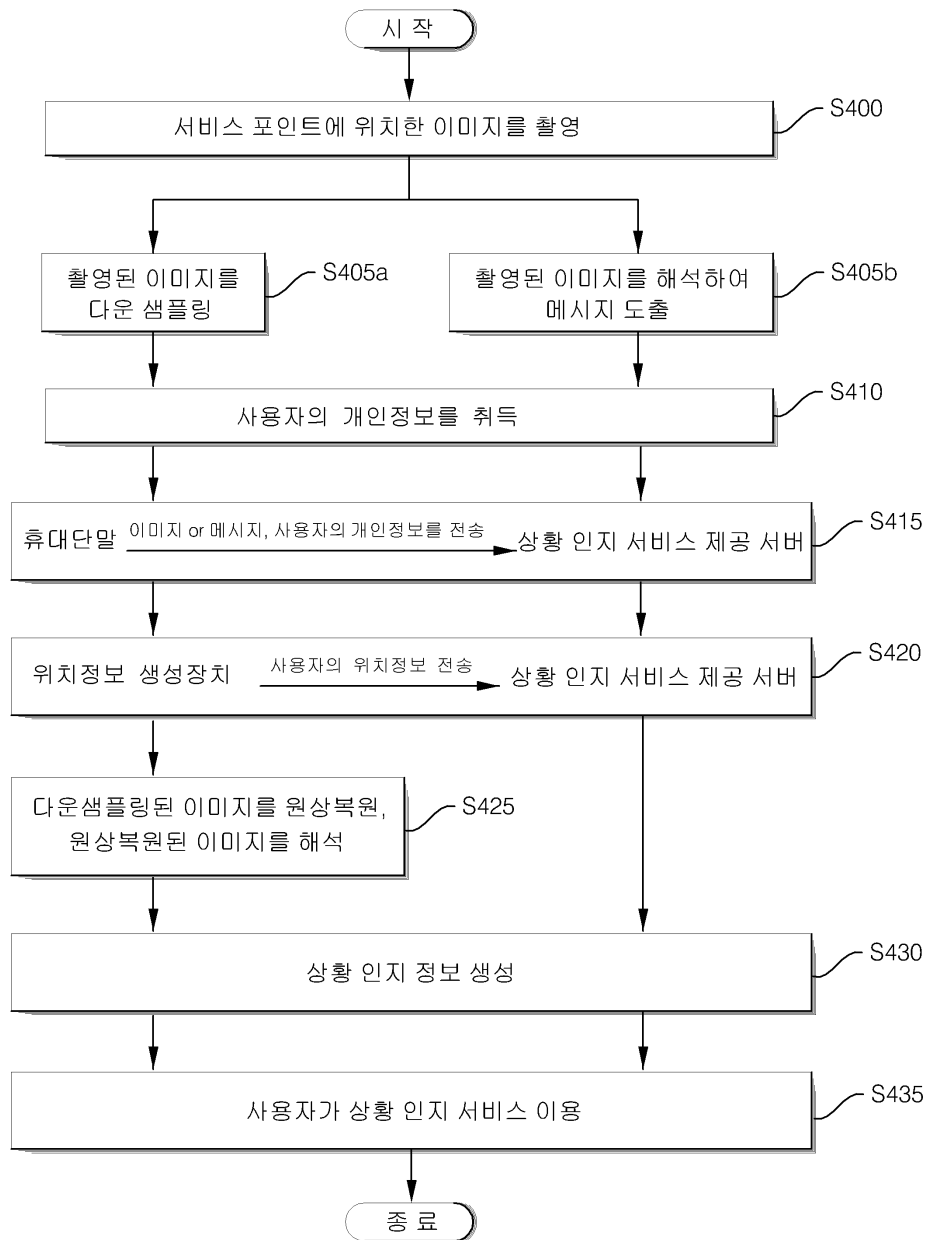 시 작
서비스 포인트에 위치한 이미지를 촬영
S400
촬영된 이미지를
다운 샘플링
S405a
촬영된 이미지를 해석하여
메시지 도출
S405b
사용자의 개인정보를 취득
S410
휴대단말
이미지 or 메시지, 사용자의 개인정보를 전송
상황 인지 서비스 제공 서버
S415
위치정보 생성장치
사용자의 위치정보 전송
상황 인지 서비스 제공 서버
S420
다운샘플링된 이미지를 원상복원,
원상복원된 이미지를 해석
S425
상황 인지 정보 생성
S430
사용자가 상황 인지 서비스 이용
S435
종 료